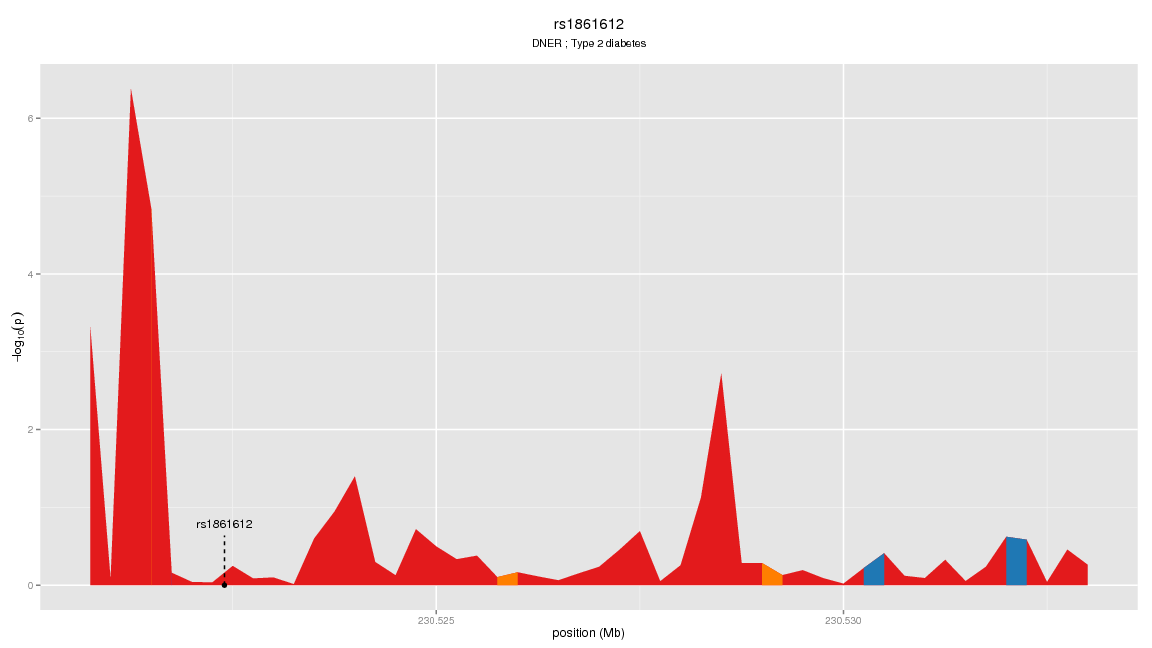 rs1861612
DNER ; Type 2 diabetes
6
4
2
0
−log10(p)
rs1861612
230.525
230.530
position (Mb)